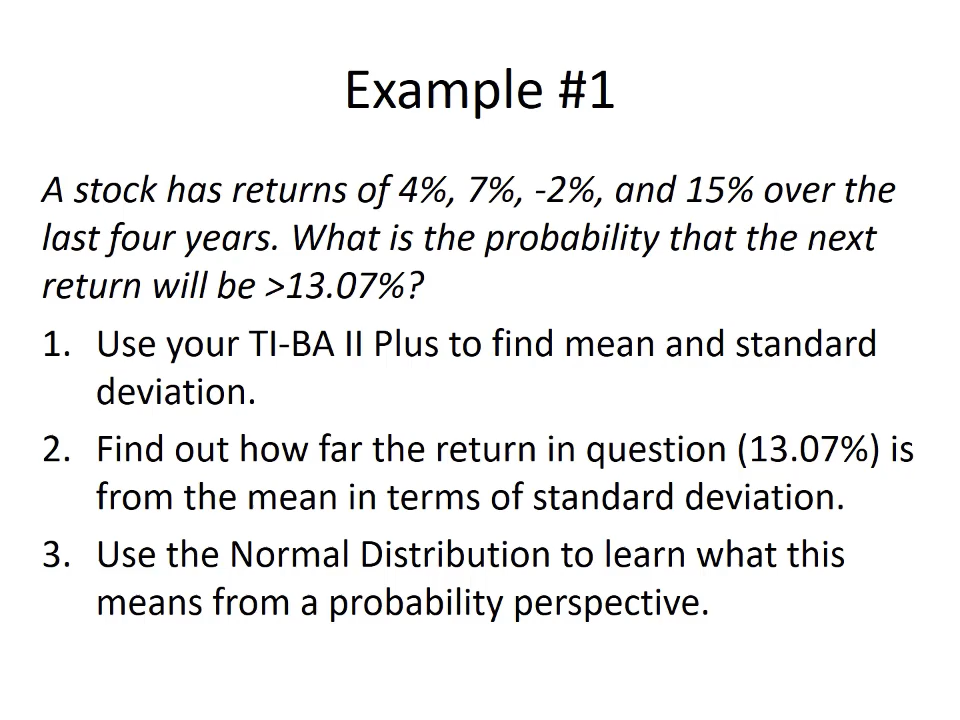 Example #1
A stock has returns of 4%, 7%, -2%, and 15% over the
last four years. What is the probability that the next
return will be >13.07%?
1. Use your TI-BA II Plus to find mean and standard
deviation.
2. Find out how far the return in question (13.07%) is
from the mean in terms of standard deviation.
3. Use the Normal Distribution to learn what this
means from a probability perspective.